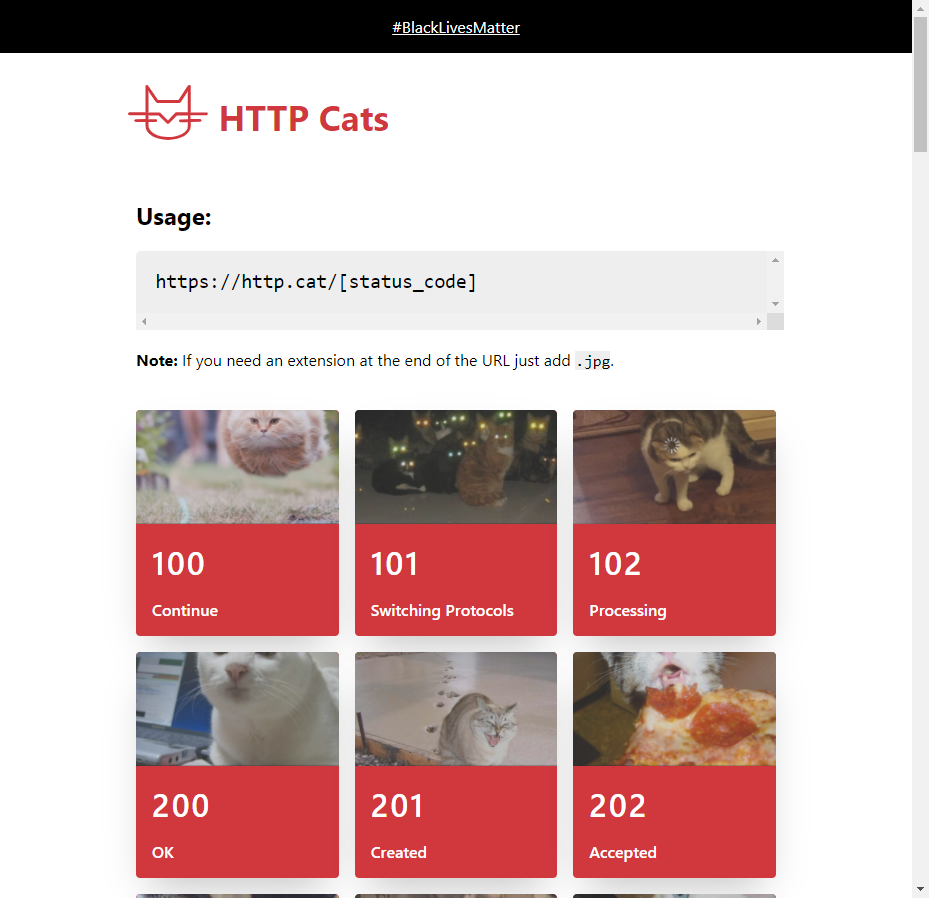 #BlackLivesMatter
HTTP Cats
Usage:
https://http.cat/[status_code]
Note: If you need an extension at the end of the URL just add .jpg.
100
Continue
101
Switching Protocols
102
Processing
200
OK
201
Created
202
Accepted